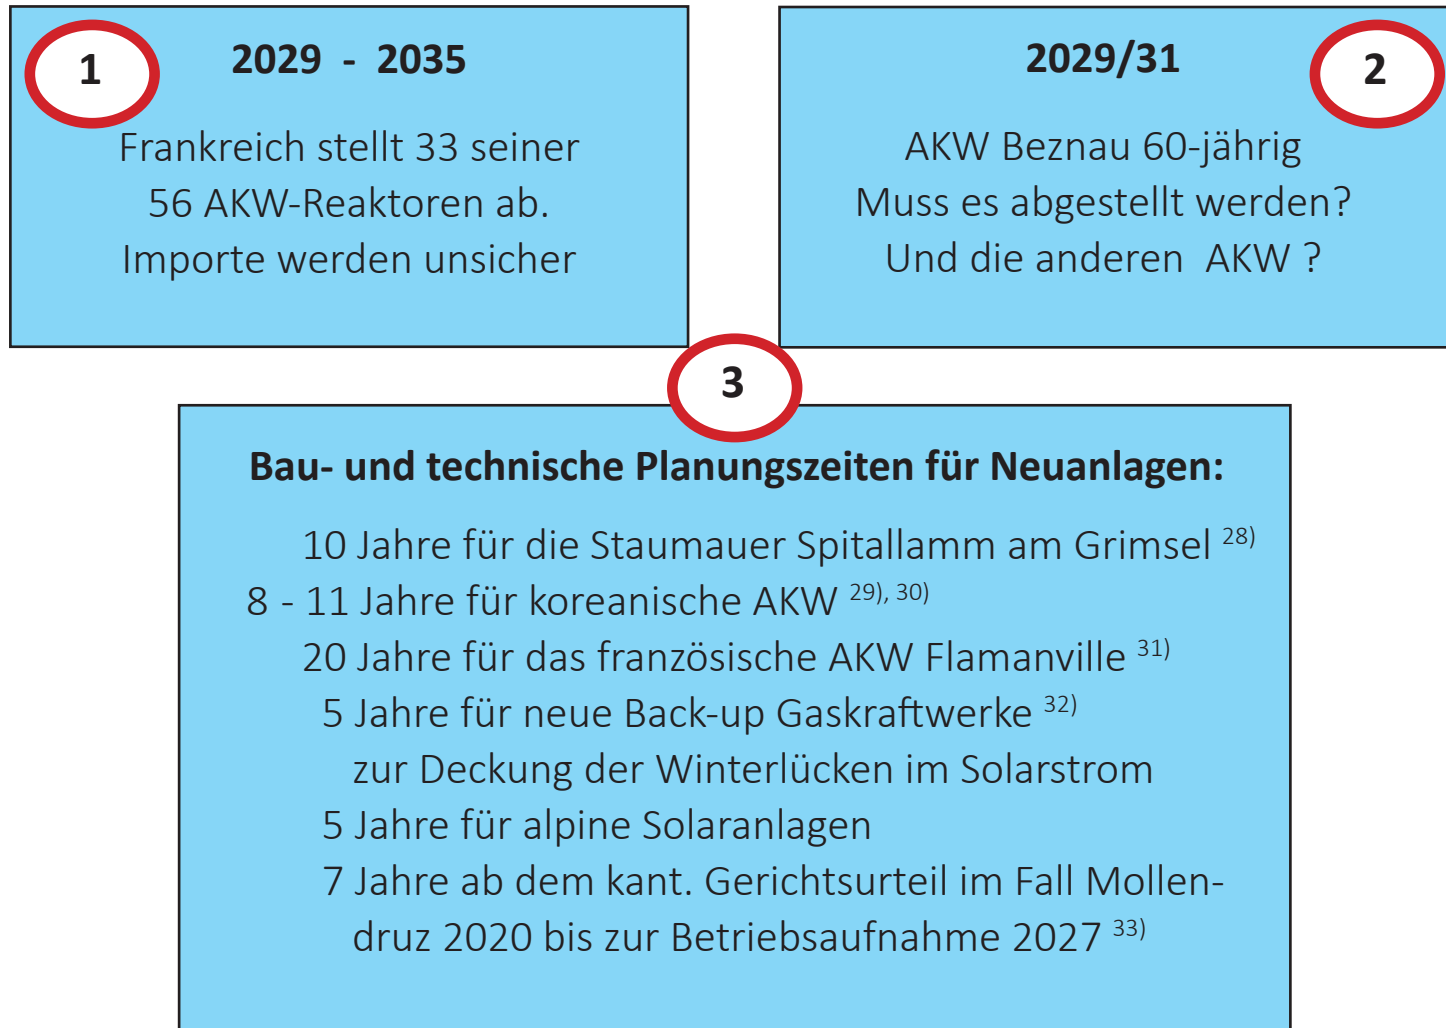 1
2029 - 2035
Frankreich stellt 33 seiner
56 AKW-Reaktoren ab.
Importe werden unsicher
2029/31
2
AKW Beznau 60-jährig
Muss es abgestellt werden?
Und die anderen AKW ?
3
Bau- und technische Planungszeiten für Neuanlagen:
10 Jahre für die Staumauer Spitallamm am Grimsel 28)
8 - 11 Jahre für koreanische AKW 29), 30)
20 Jahre für das französische AKW Flamanville 31)
5 Jahre für neue Back-up Gaskraftwerke 32)
zur Deckung der Winterlücken im Solarstrom
5 Jahre für alpine Solaranlagen
7 Jahre ab dem kant. Gerichtsurteil im Fall Mollen-
druz 2020 bis zur Betriebsaufnahme 2027 33)